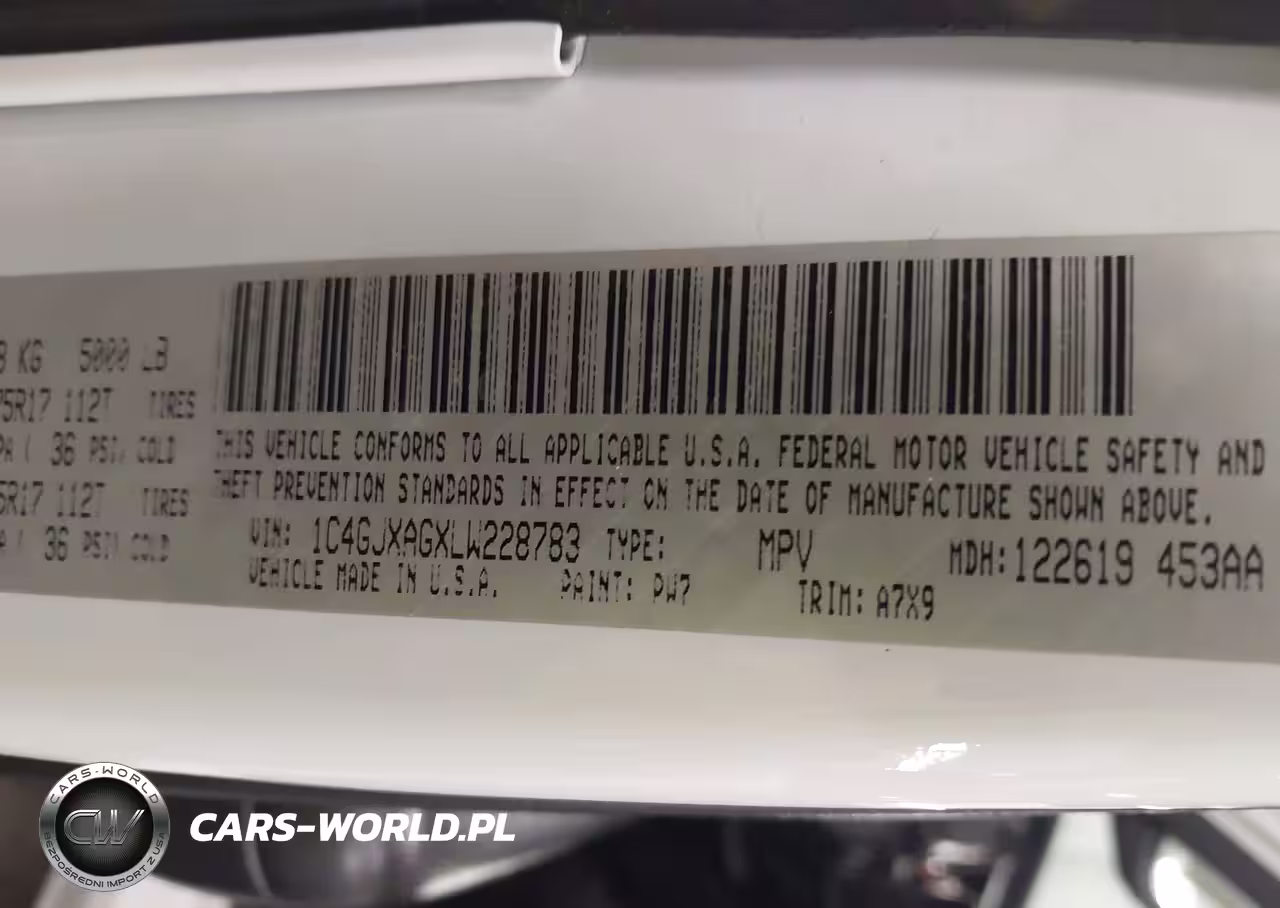 8 KG 5000 LB
75R17 112T TIRES
PA ( 36 PSI) COLD
5R17 112T TIRES
A ( 36 PSI) COLD
THIS VEHICLE CONFORMS TO ALL APPLICABLE U.S.A. FEDERAL MOTOR VEHICLE SAFETY AND
THEFT PREVENTION STANDARDS IN EFFECT ON THE DATE OF MANUFACTURE SHOWN ABOVE.
VIN: 1C4GJXAGXLW228783 TYPE: MPV MDH:122619 453AA
VEHICLE MADE IN U.S.A. PAINT: PW7 TRIM: A7X9
CARS-WORLD
CW
BEZPOŚREDNI IMPORT Z USA
CARS-WORLD.PL